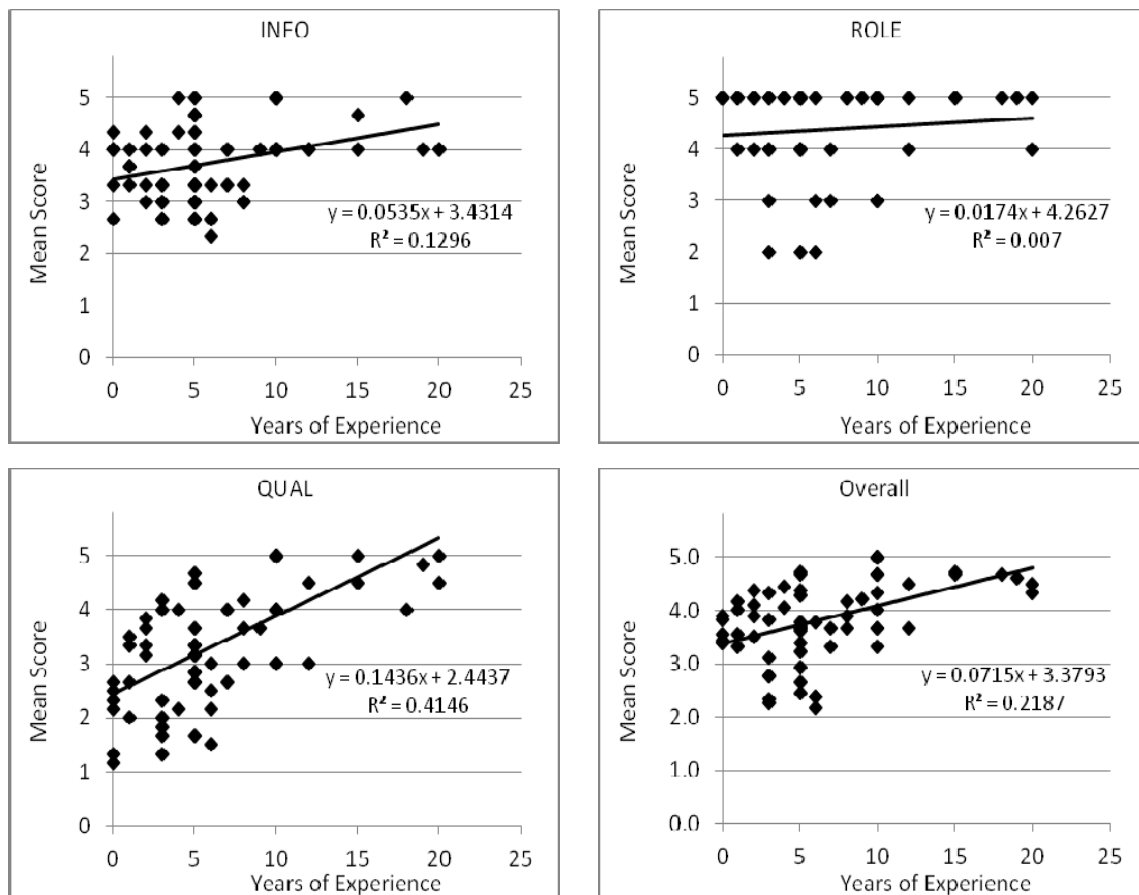 INFO
Mean Score
5
4
3
2
1
0
y = 0.0535x + 3.4314
R² = 0.1296
0 5 10 15 20 25
Years of Experience
ROLE
Mean Score
5
4
3
2
1
0
y = 0.0174x + 4.2627
R² = 0.007
0 5 10 15 20 25
Years of Experience
QUAL
Mean Score
5
4
3
2
1
0
y = 0.1436x + 2.4437
R² = 0.4146
0 5 10 15 20 25
Years of Experience
Overall
Mean Score
5.0
4.0
3.0
2.0
1.0
0.0
y = 0.0715x + 3.3793
R² = 0.2187
0 5 10 15 20 25
Years of Experience